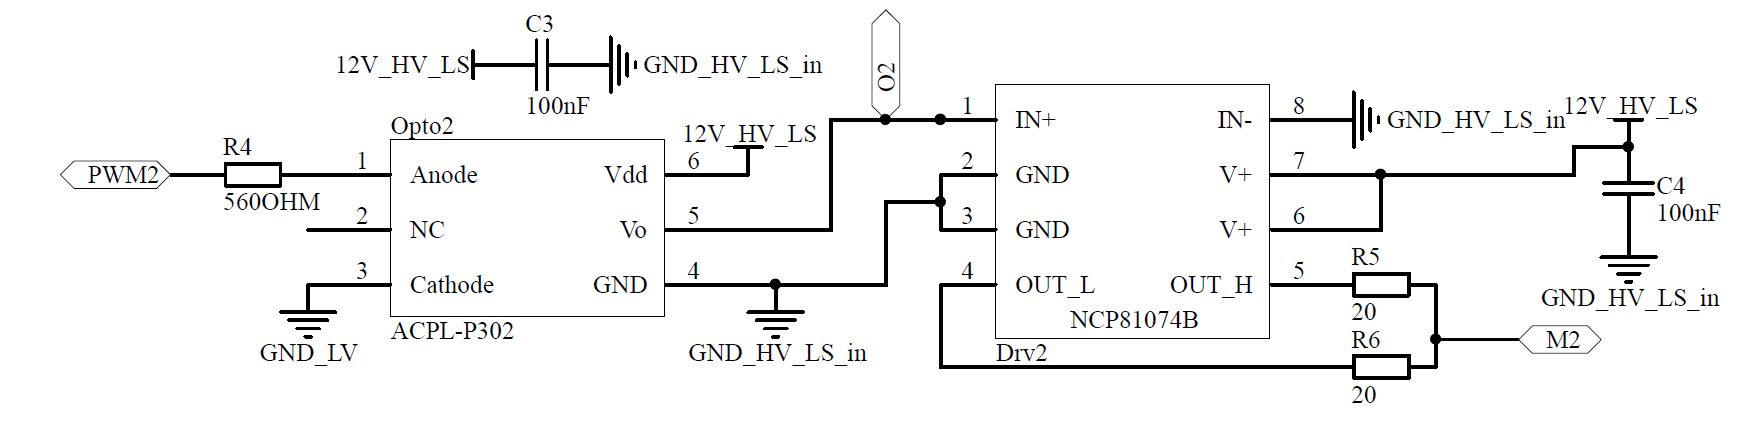 C3
12V_HV_LS
GND_HV_LS_in
100nF
O2
Opto2
12V_HV_LS
R4
PWM2
560OHM
1
Anode
Vdd
6
2
NC
Vo
5
3
Cathode
GND
4
ACPL-P302
GND_LV
GND_HV_LS_in
1
IN+
IN-
8
GND_HV_LS_in
12V_HV_LS
2
GND
V+
7
C4
100nF
3
GND
V+
6
4
OUT_L
OUT_H
5
R5
20
GND_HV_LS_in
NCP81074B
Drv2
R6
20
M2